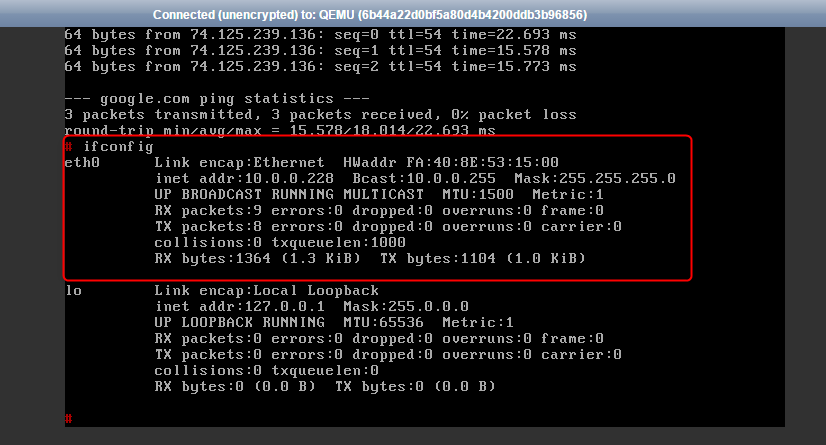 Connected (unencrypted) to: QEMU (6b44a22d0bf5a80d4b4200ddb3b96856)
64 bytes from 74.125.239.136: seq=0 ttl=54 time=22.693 ms
64 bytes from 74.125.239.136: seq=1 ttl=54 time=15.578 ms
64 bytes from 74.125.239.136: seq=2 ttl=54 time=15.773 ms
--- google.com ping statistics ---
3 packets transmitted, 3 packets received, 0% packet loss
round-trip min/avg/max = 15.578/18.014/22.693 ms
# ifconfig
eth0 Link encap:Ethernet HWaddr FA:40:8E:53:15:00
inet addr:10.0.0.228 Bcast:10.0.0.255 Mask:255.255.255.0
UP BROADCAST RUNNING MULTICAST MTU:1500 Metric:1
RX packets:9 errors:0 dropped:0 overruns:0 frame:0
TX packets:8 errors:0 dropped:0 overruns:0 carrier:0
collisions:0 txqueuelen:1000
RX bytes:1364 (1.3 KiB) TX bytes:1104 (1.0 KiB)
lo Link encap:Local Loopback
inet addr:127.0.0.1 Mask:255.0.0.0
UP LOOPBACK RUNNING MTU:65536 Metric:1
RX packets:0 errors:0 dropped:0 overruns:0 frame:0
TX packets:0 errors:0 dropped:0 overruns:0 carrier:0
collisions:0 txqueuelen:0
RX bytes:0 (0.0 B) TX bytes:0 (0.0 B)
#